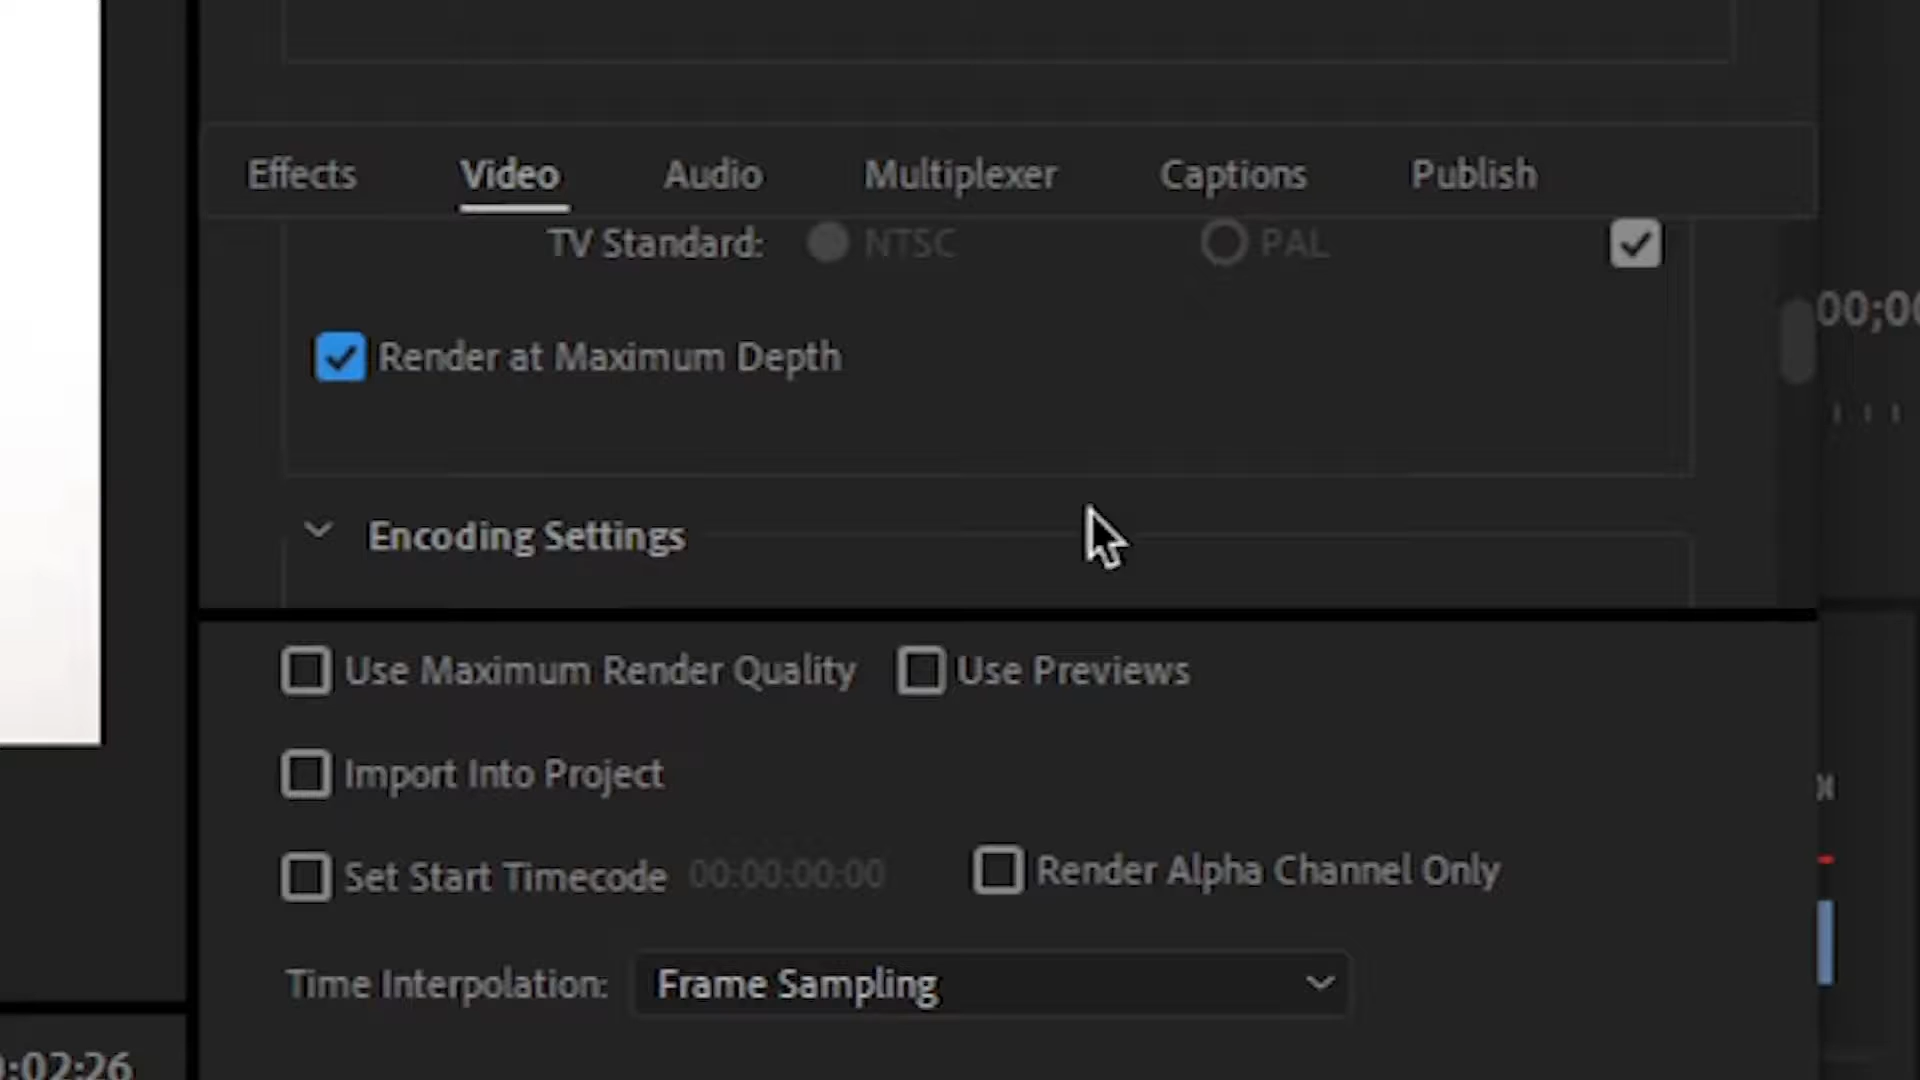 Effects Video Audio Multiplexer Captions Publish
TV Standard: NTSC PAL
00;00
Render at Maximum Depth
Encoding Settings
Use Maximum Render Quality Use Previews
Import Into Project
Set Start Timecode 00:00:00:00 Render Alpha Channel Only
Time Interpolation: Frame Sampling
:02:26